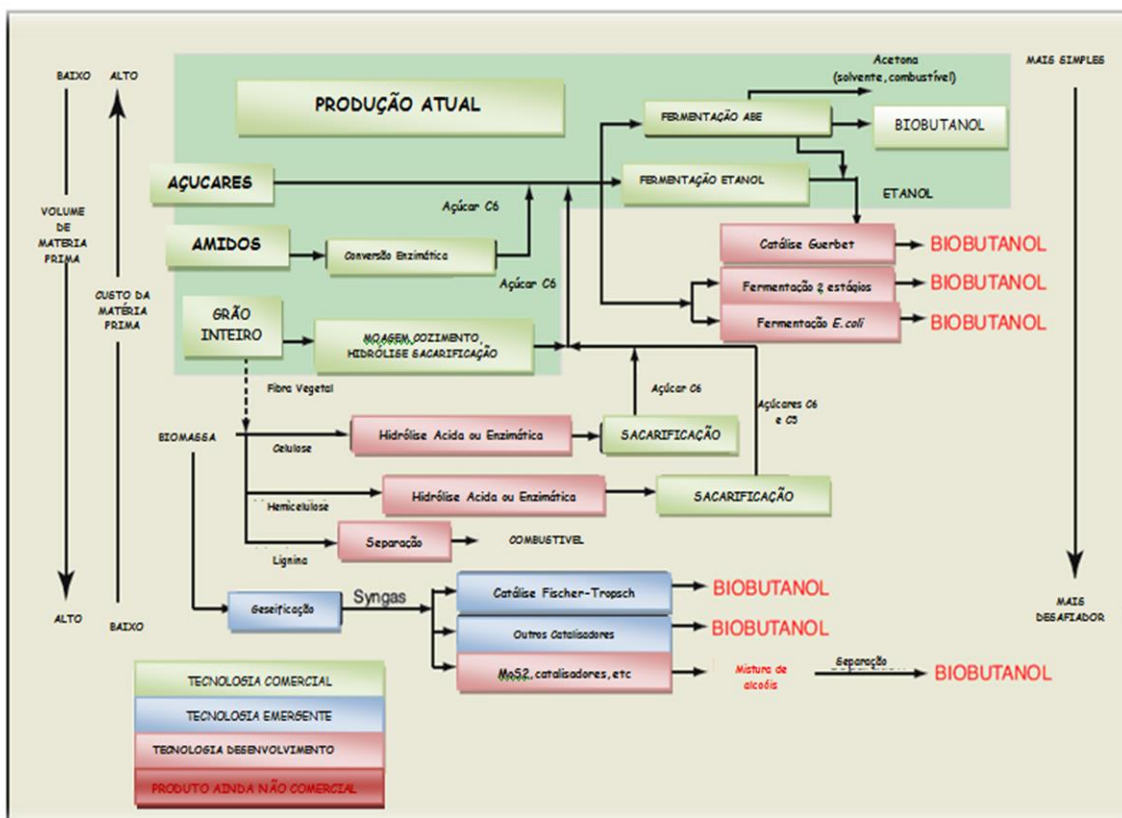 BAIXO
ALTO
VOLUME
DE
MATERIA
PRIMA
CUSTO DA
MATÉRIA
PRIMA
ALTO
BAIXO
PRODUÇÃO ATUAL
Acetona
(solvente, combustível)
MAIS SIMPLES
FERMENTAÇÃO ABE
BIOBUTANOL
AÇUCARES
FERMENTAÇÃO ETANOL
ETANOL
Açúcar C6
AMIDOS
Conversão Enzimática
Açúcar C6
Catálise Guerbet
BIOBUTANOL
Fermentação 2 estágios
BIOBUTANOL
Fermentação E.coli
BIOBUTANOL
GRÃO
INTEIRO
MOAGEM,COZIMENTO,
HIDRÓLISE SACARIFICAÇÃO
Fibra Vegetal
Açúcar C6
Açúcares C6
e C5
BIOMASSA
Celulose
Hidrólise Acida ou Enzimática
SACARIFICAÇÃO
Hemicelulose
Hidrólise Acida ou Enzimática
SACARIFICAÇÃO
Lignina
Separação
COMBUSTIVEL
Geseificação
Syngas
Catálise Fischer-Tropsch
BIOBUTANOL
Outros Catalisadores
BIOBUTANOL
MoS2,catalisadores,etc
Mistura de
alcoóis
Separação
BIOBUTANOL
MAIS
DESAFIADOR
TECNOLOGIA COMERCIAL
TECNOLOGIA EMERGENTE
TECNOLOGIA DESENVOLVIMENTO
PRODUTO AINDA NÃO COMERCIAL